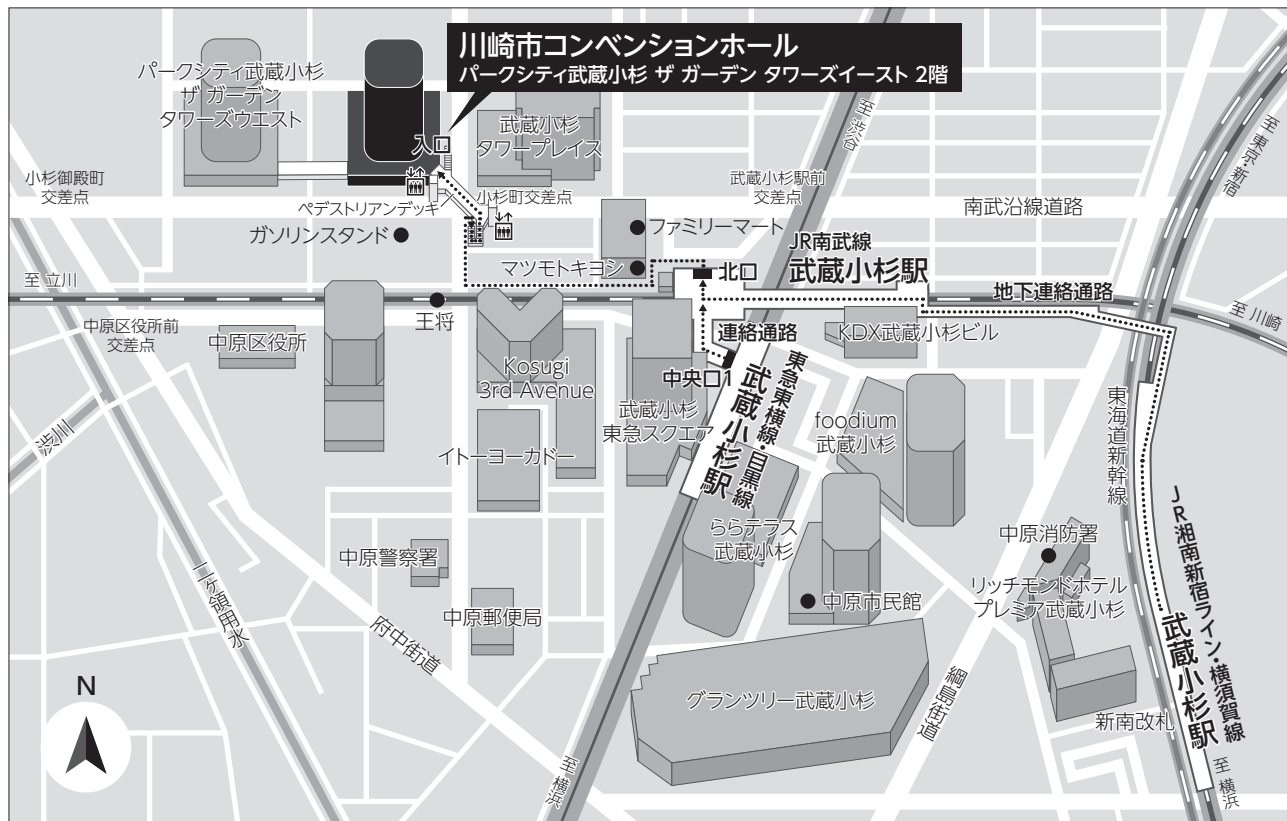 川崎市コンベンションホール
パークシティ武蔵小杉 ザ ガーデン タワーズイースト 2階
パークシティ武蔵小杉
ザ ガーデン
タワーズウエスト
入口
武蔵小杉
タワープレイス
至 渋谷
至 東京・新宿
小杉御殿町
交差点
ペデストリアンデッキ
小杉町交差点
武蔵小杉駅前
交差点
南武沿線道路
ガソリンスタンド
ファミリーマート
マツモトキヨシ
北口
JR南武線
武蔵小杉駅
地下連絡通路
至 立川
至 川崎
中原区役所前
交差点
中原区役所
王将
Kosugi
3rd Avenue
連絡通路
中央口1
KDX武蔵小杉ビル
武蔵小杉
東急スクエア
東急東横線・目黒線
武蔵小杉駅
foodium
武蔵小杉
東海道新幹線
渋川
イトーヨーカドー
ららテラス
武蔵小杉
中原消防署
リッチモンドホテル
プレミア武蔵小杉
JR湘南新宿ライン・横須賀線
武蔵小杉駅
中原警察署
中原郵便局
中原市民館
二ヶ領用水
府中街道
グランツリー武蔵小杉
綱島街道
新南改札
N
至 横浜
至 横浜